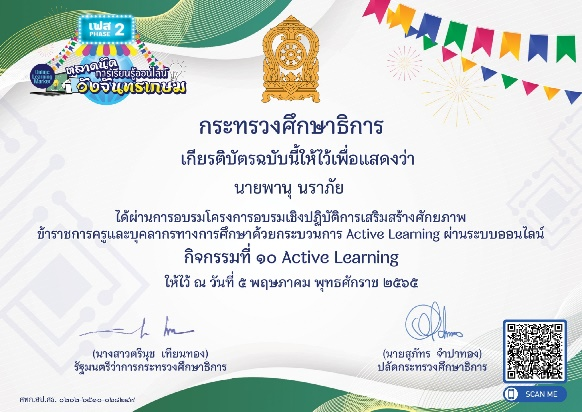 เฟส 2
PHASE
Online Learning Market
ตลาดนัด
การเรียนรู้ออนไลน์
วังจันทรเกษม
กระทรวงศึกษาธิการ
เกียรติบัตรฉบับนี้ให้ไว้เพื่อแสดงว่า
นายพานุ นราภัย
ได้ผ่านการอบรมโครงการอบรมเชิงปฏิบัติการเสริมสร้างศักยภาพ
ข้าราชการครูและบุคลากรทางการศึกษาด้วยกระบวนการ Active Learning ผ่านระบบออนไลน์
กิจกรรมที่ ๑๐ Active Learning
ให้ไว้ ณ วันที่ ๕ พฤษภาคม พุทธศักราช ๒๕๖๕
(นางสาวตรีนุช เทียนทอง)
รัฐมนตรีว่าการกระทรวงศึกษาธิการ
(นายสุภัทร จำปาทอง)
ปลัดกระทรวงศึกษาธิการ
SCAN ME